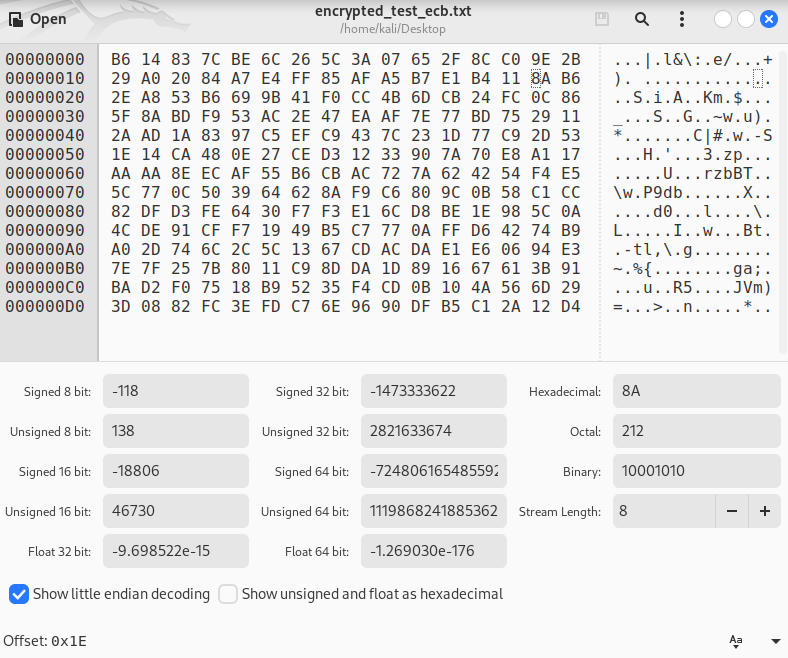 Open
encrypted_test_ecb.txt
/home/kali/Desktop
00000000 B6 14 83 7C BE 6C 26 5C 3A 07 65 2F 8C C0 9E 2B ...|.l&\:.e/...+
00000010 29 A0 20 84 A7 E4 FF 85 AF A5 B7 E1 B4 11 8A B6 ). .............
00000020 2E A8 53 B6 69 9B 41 F0 CC 4B 6D CB 24 FC 0C 86 ..S.i.A..Km.$...
00000030 5F 8A BD F9 53 AC 2E 47 EA AF 7E 77 BD 75 29 11 _...S..G..~w.u).
00000040 2A AD 1A 83 97 C5 EF C9 43 7C 23 1D 77 C9 2D 53 *.......C|#.w.-S
00000050 1E 14 CA 48 0E 27 CE D3 12 33 90 7A 70 E8 A1 17 ...H.'...3.zp...
00000060 AA AA 8E EC AF 55 B6 CB AC 72 7A 62 42 54 F4 E5 .....U...rzbBT..
00000070 5C 77 0C 50 39 64 62 8A F9 C6 80 9C 0B 58 C1 CC \w.P9db......X..
00000080 82 DF D3 FE 64 30 F7 F3 E1 6C D8 BE 1E 98 5C 0A ....d0...l....\.
00000090 4C DE 91 CF F7 19 49 B5 C7 77 0A FF D6 42 74 B9 L.....I..w...Bt.
000000A0 A0 2D 74 6C 2C 5C 13 67 CD AC DA E1 E6 06 94 E3 .-tl,\.g........
000000B0 7E 7F 25 7B 80 11 C9 8D DA 1D 89 16 67 61 3B 91 ~.%{........ga;.
000000C0 BA D2 F0 75 18 B9 52 35 F4 CD 0B 10 4A 56 6D 29 ...u..R5....JVm)
000000D0 3D 08 82 FC 3E FD C7 6E 96 90 DF B5 C1 2A 12 D4 =...>..n.....*..
Signed 8 bit: -118 Signed 32 bit: -1473333622 Hexadecimal: 8A
Unsigned 8 bit: 138 Unsigned 32 bit: 2821633674 Octal: 212
Signed 16 bit: -18806 Signed 64 bit: -724806165485592 Binary: 10001010
Unsigned 16 bit: 46730 Unsigned 64 bit: 1119868241885362 Stream Length: 8 − +
Float 32 bit: -9.698522e-15 Float 64 bit: -1.269030e-176
Show little endian decoding Show unsigned and float as hexadecimal
Offset: 0x1E Aa